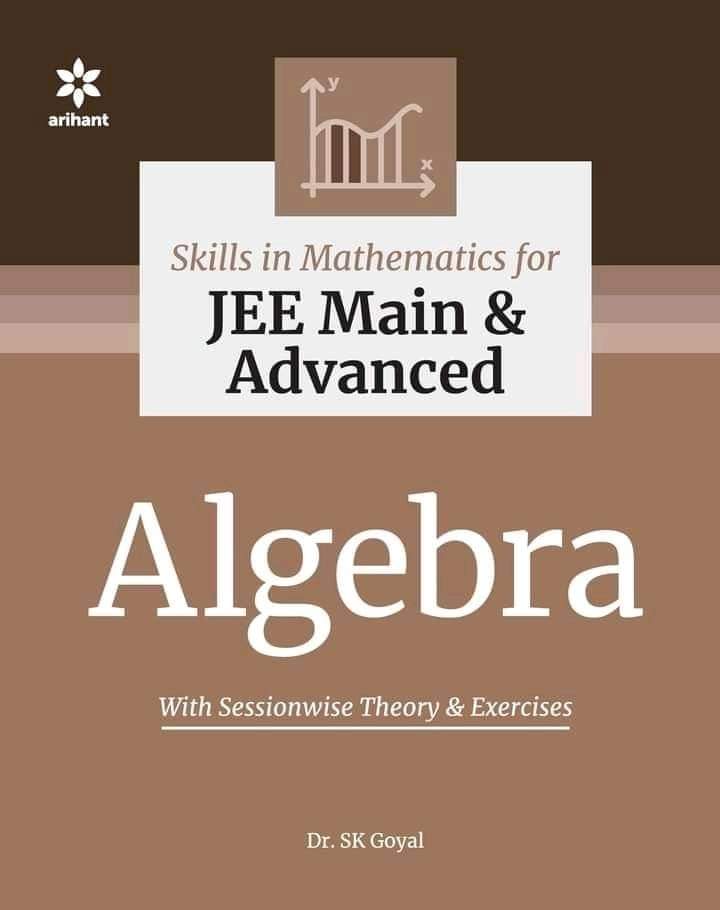 arihant
y
x
Skills in Mathematics for
JEE Main &
Advanced
Algebra
With Sessionwise Theory & Exercises
Dr. SK Goyal